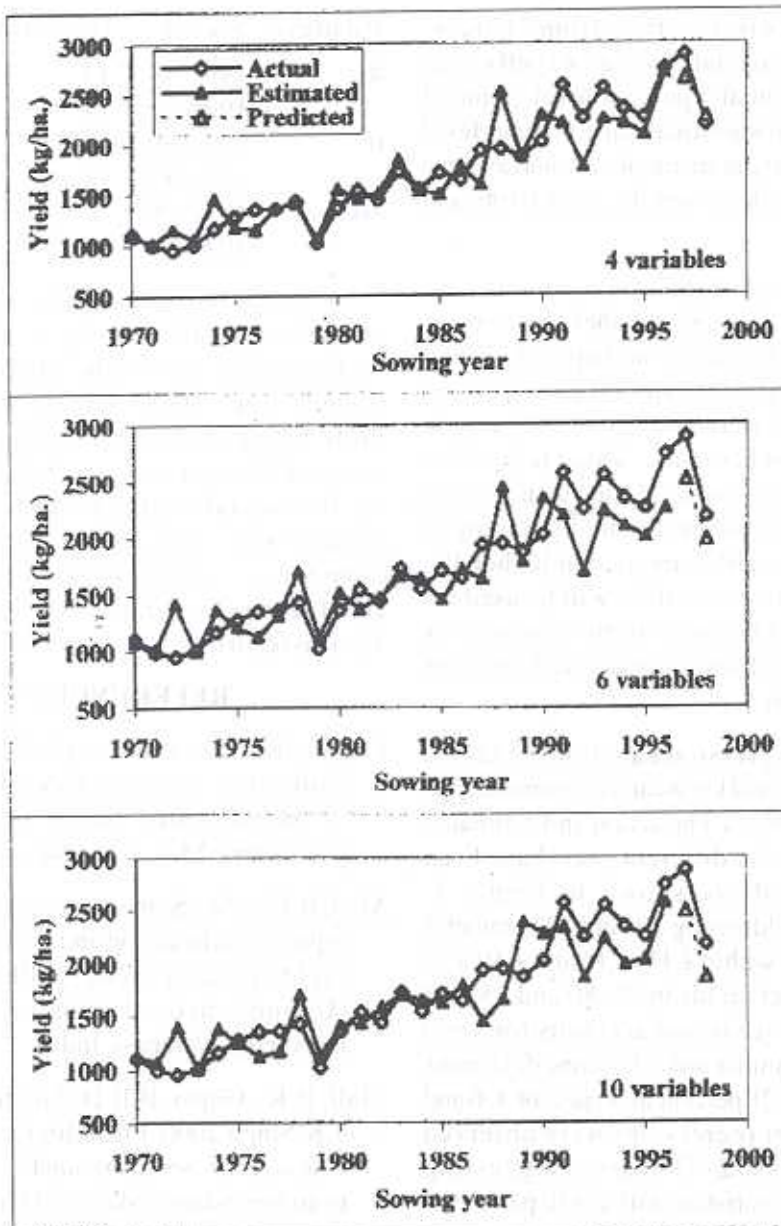 3000
2500
2000
1500
1000
500
Yield (kg/ha.)
Actual
Estimated
Predicted
4 variables
1970 1975 1980 1985 1990 1995 2000
Sowing year
3000
2500
2000
1500
1000
500
Yield (kg/ha.)
6 variables
1970 1975 1980 1985 1990 1995 2000
Sowing year
3000
2500
2000
1500
1000
500
Yield (kg/ha.)
10 variables
1970 1975 1980 1985 1990 1995 2000
Sowing year